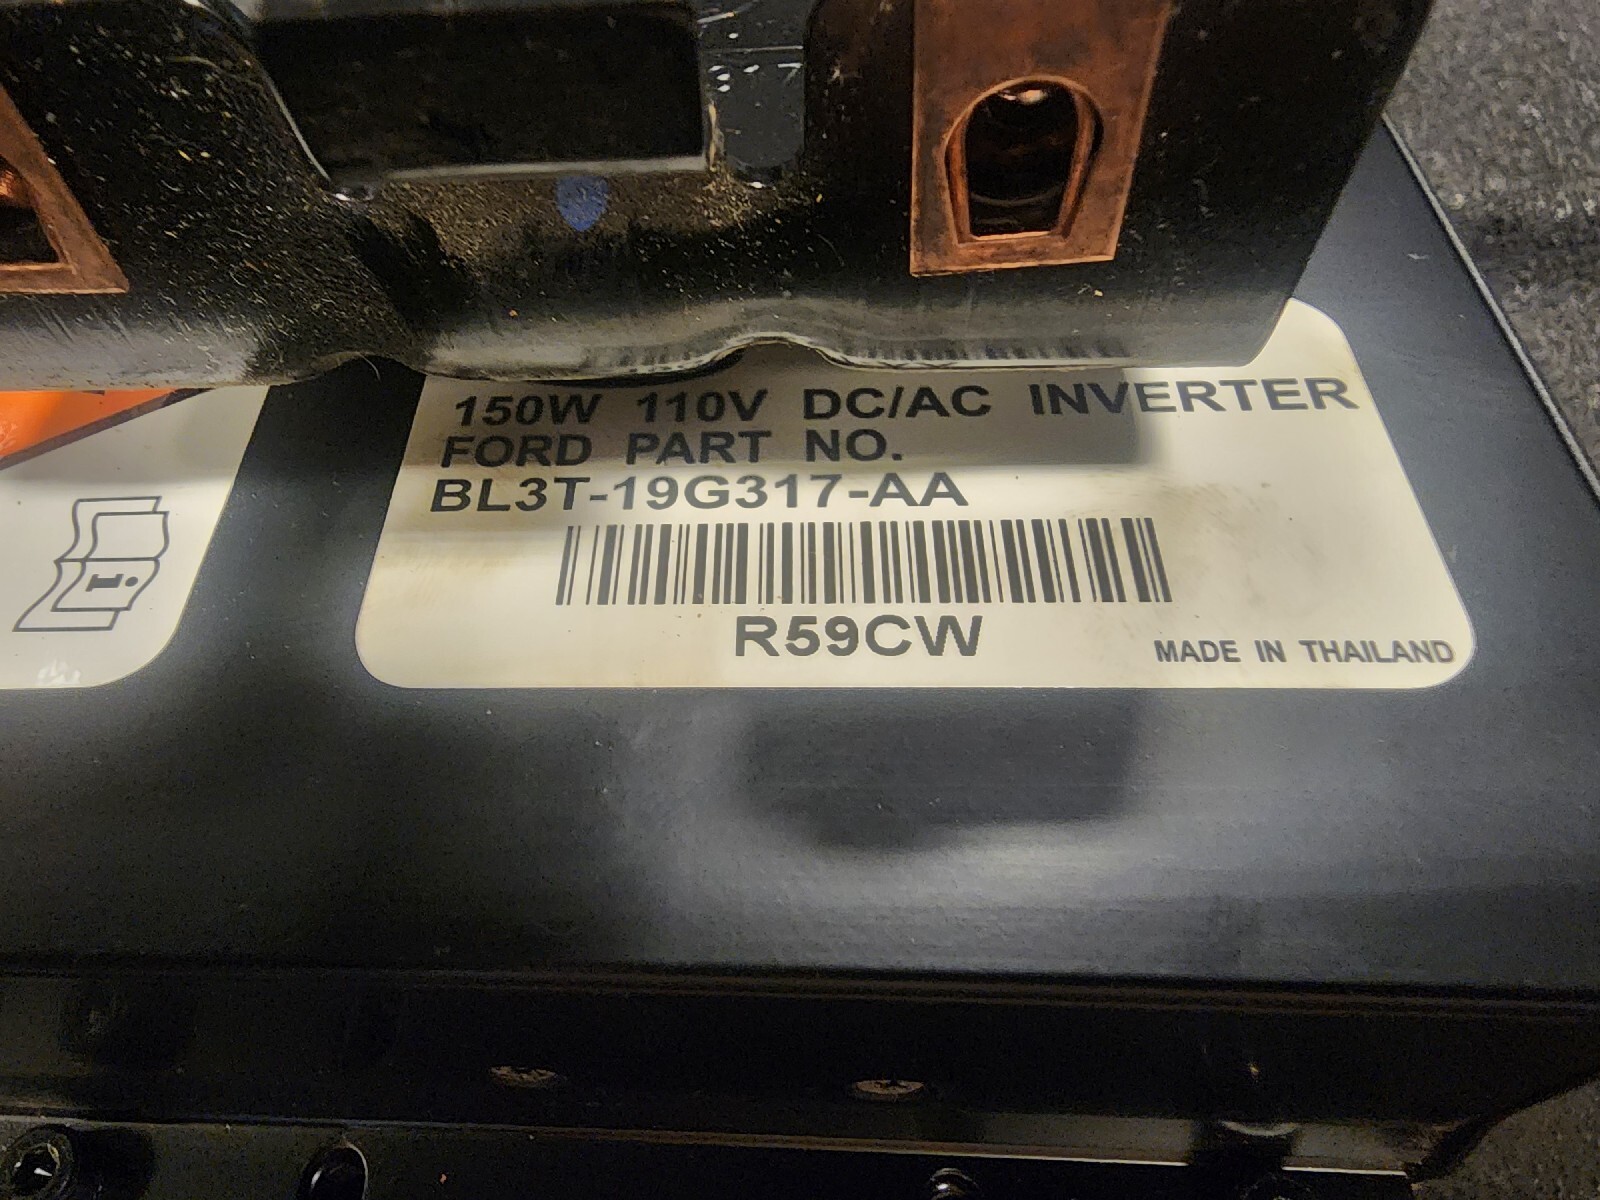 150W 110V DC/AC INVERTER
FORD PART NO.
BL3T-19G317-AA
R59CW
MADE IN THAILAND